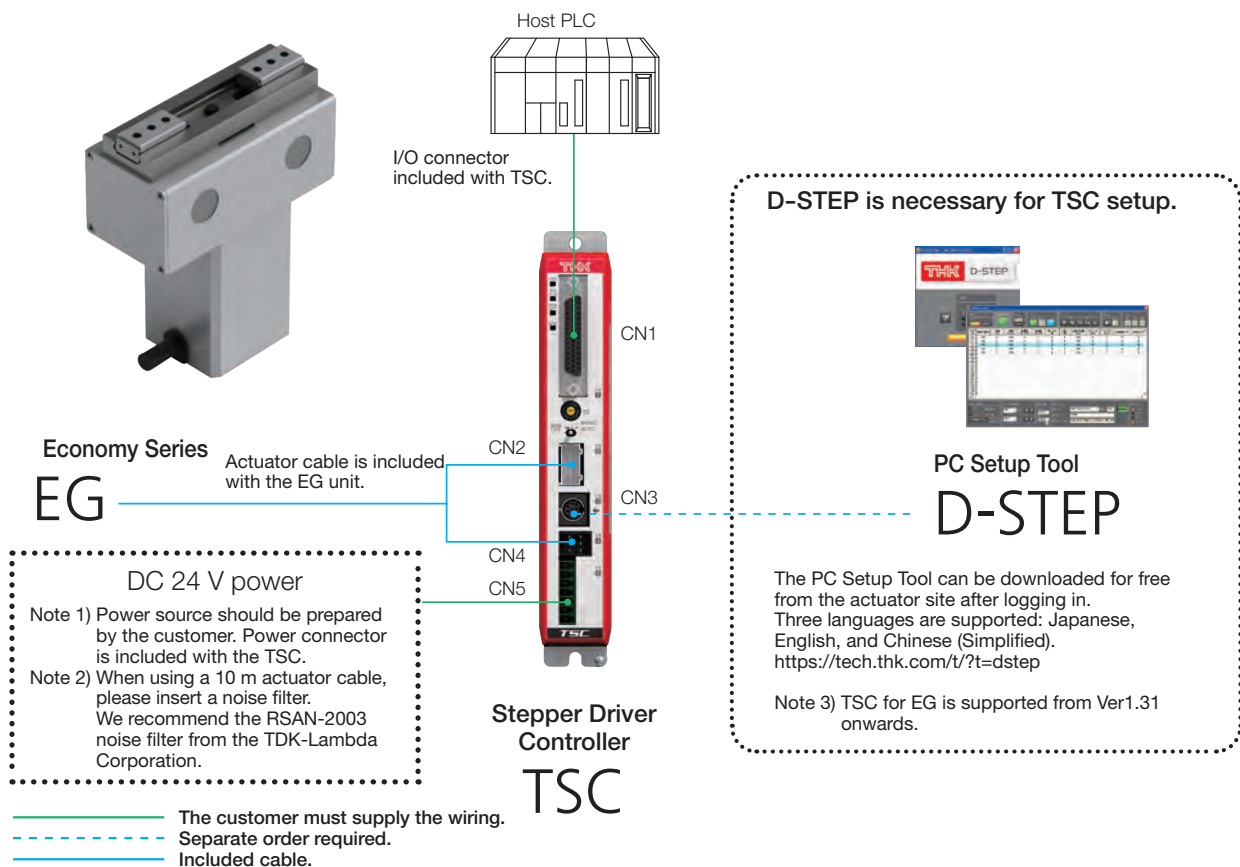 Host PLC
I/O connector
included with TSC.
THK
CN1
CN2
CN3
CN4
CN5
TSC
Economy Series
EG
Actuator cable is included
with the EG unit.
DC 24 V power
Note 1) Power source should be prepared
by the customer. Power connector
is included with the TSC.
Note 2) When using a 10 m actuator cable,
please insert a noise filter.
We recommend the RSAN-2003
noise filter from the TDK-Lambda
Corporation.
Stepper Driver
Controller
TSC
D-STEP is necessary for TSC setup.
THK D-STEP
PC Setup Tool
D-STEP
The PC Setup Tool can be downloaded for free
from the actuator site after logging in.
Three languages are supported: Japanese,
English, and Chinese (Simplified).
https://tech.thk.com/t/?t=dstep
Note 3) TSC for EG is supported from Ver1.31
onwards.
The customer must supply the wiring.
Separate order required.
Included cable.